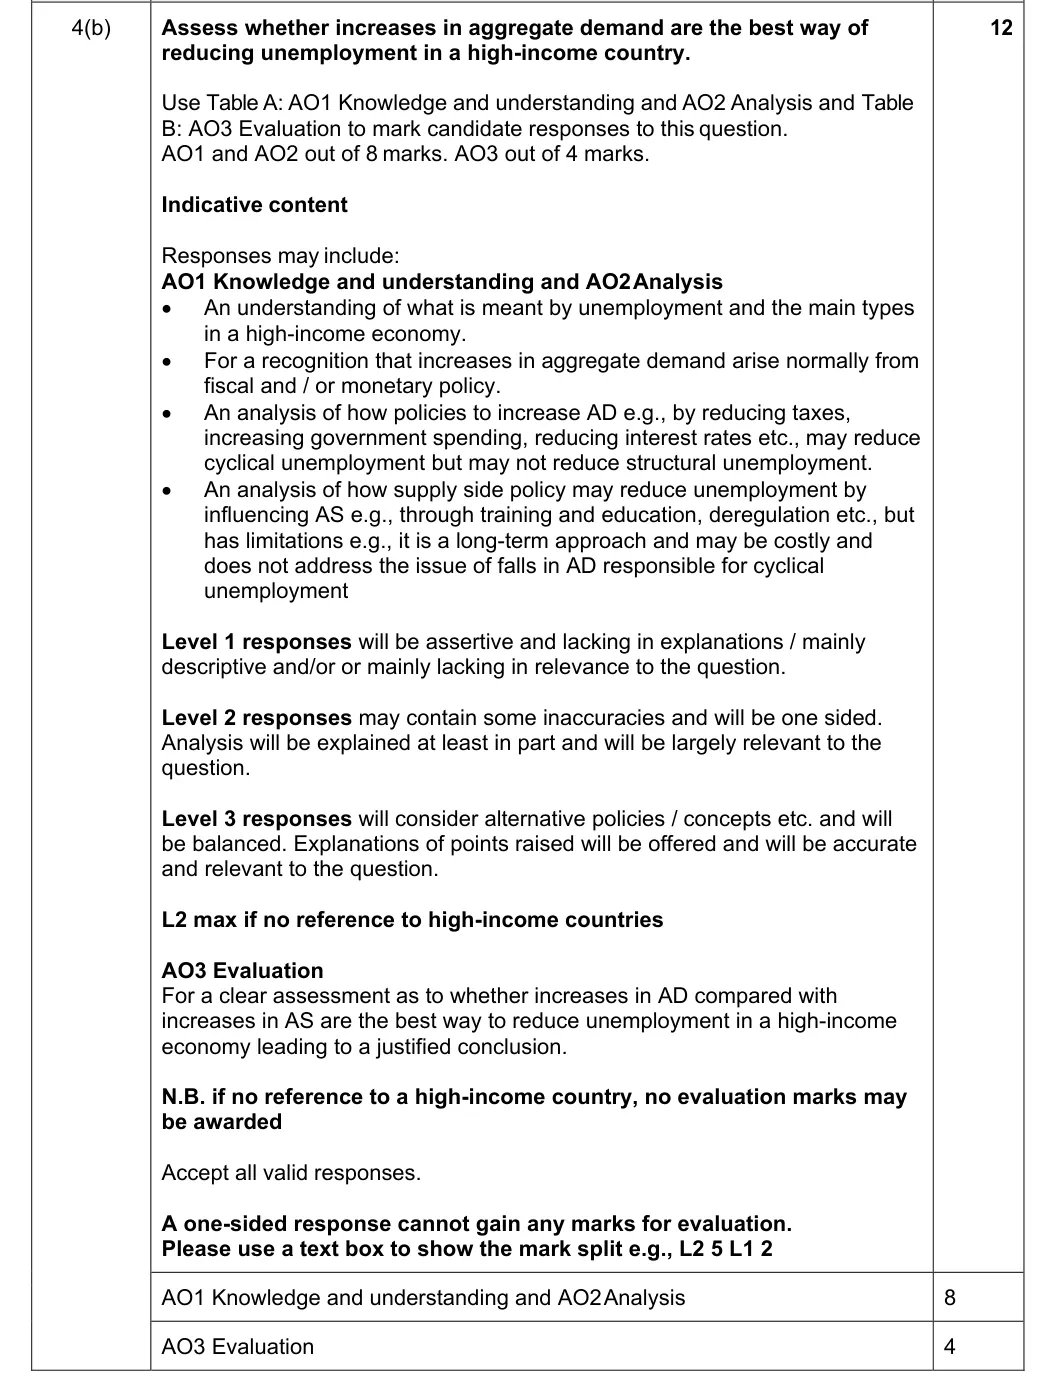 4(b)
Assess whether increases in aggregate demand are the best way of
reducing unemployment in a high-income country.
12
Use Table A: AO1 Knowledge and understanding and AO2 Analysis and Table
B: AO3 Evaluation to mark candidate responses to this question.
AO1 and AO2 out of 8 marks. AO3 out of 4 marks.
Indicative content
Responses may include:
AO1 Knowledge and understanding and AO2 Analysis
• An understanding of what is meant by unemployment and the main types
in a high-income economy.
• For a recognition that increases in aggregate demand arise normally from
fiscal and / or monetary policy.
• An analysis of how policies to increase AD e.g., by reducing taxes,
increasing government spending, reducing interest rates etc., may reduce
cyclical unemployment but may not reduce structural unemployment.
• An analysis of how supply side policy may reduce unemployment by
influencing AS e.g., through training and education, deregulation etc., but
has limitations e.g., it is a long-term approach and may be costly and
does not address the issue of falls in AD responsible for cyclical
unemployment
Level 1 responses will be assertive and lacking in explanations / mainly
descriptive and/or or mainly lacking in relevance to the question.
Level 2 responses may contain some inaccuracies and will be one sided.
Analysis will be explained at least in part and will be largely relevant to the
question.
Level 3 responses will consider alternative policies / concepts etc. and will
be balanced. Explanations of points raised will be offered and will be accurate
and relevant to the question.
L2 max if no reference to high-income countries
AO3 Evaluation
For a clear assessment as to whether increases in AD compared with
increases in AS are the best way to reduce unemployment in a high-income
economy leading to a justified conclusion.
N.B. if no reference to a high-income country, no evaluation marks may
be awarded
Accept all valid responses.
A one-sided response cannot gain any marks for evaluation.
Please use a text box to show the mark split e.g., L2 5 L1 2
AO1 Knowledge and understanding and AO2 Analysis
8
AO3 Evaluation
4